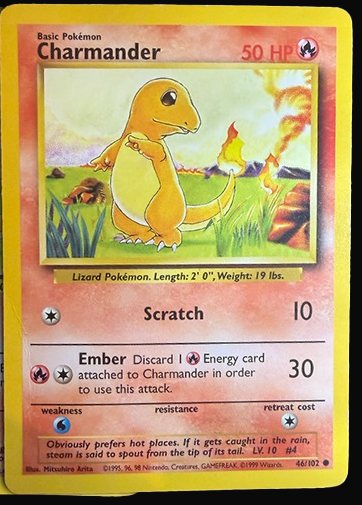 Basic Pokémon
Charmander 50 HP
Lizard Pokémon. Length: 2' 0", Weight: 19 lbs.
Scratch 10
Ember Discard 1 Energy card
attached to Charmander in order
to use this attack.
30
weakness resistance retreat cost
Obviously prefers hot places. If it gets caught in the rain,
steam is said to spout from the tip of its tail. LV. 10 #4
Illus. Mitsuhiro Arita ©1995, 96, 98 Nintendo, Creatures, GAMEFREAK. ©1999 Wizards. 46/102